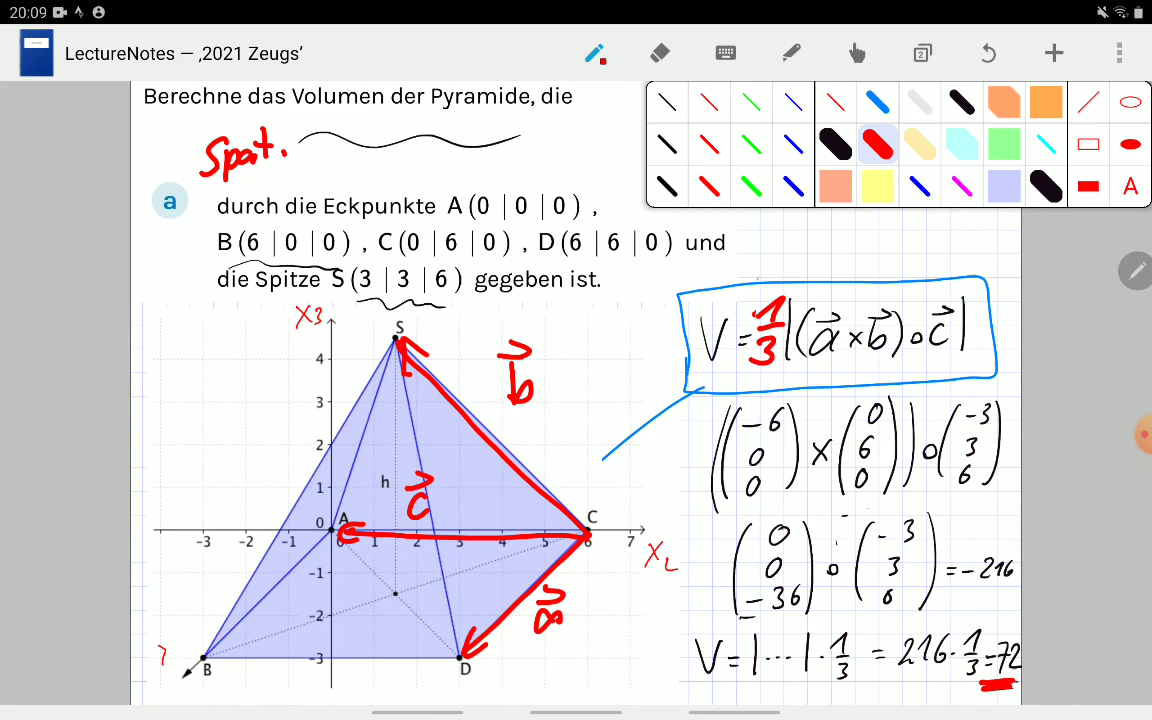 20:09
LectureNotes — ‚2021 Zeugs’
2
Berechne das Volumen der Pyramide, die
Spat.
A
a
durch die Eckpunkte A (0 | 0 | 0) ,
B (6 | 0 | 0) , C (0 | 6 | 0) , D (6 | 6 | 0) und
die Spitze S (3 | 3 | 6) gegeben ist.
V = 1/3 |(a⃗ × b⃗) ∘ c⃗|
((-6 0 0) × (0 6 0)) ∘ (-3 3 6)
(0 0 -36) ∘ (-3 3 6) = -216
V = |...| · 1/3 = 216 · 1/3 = 72
x3
S
4
b⃗
3
2
1
h
c⃗
0
A
C
-3 -2 -1 0 1 2 3 4 5 6 7
x2
-1
-2
a⃗
-3
B
D